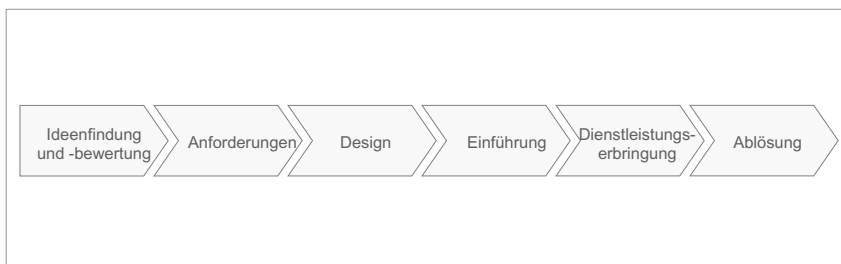 Ideenfindung
und -bewertung
Anforderungen
Design
Einführung
Dienstleistungs-
erbringung
Ablösung